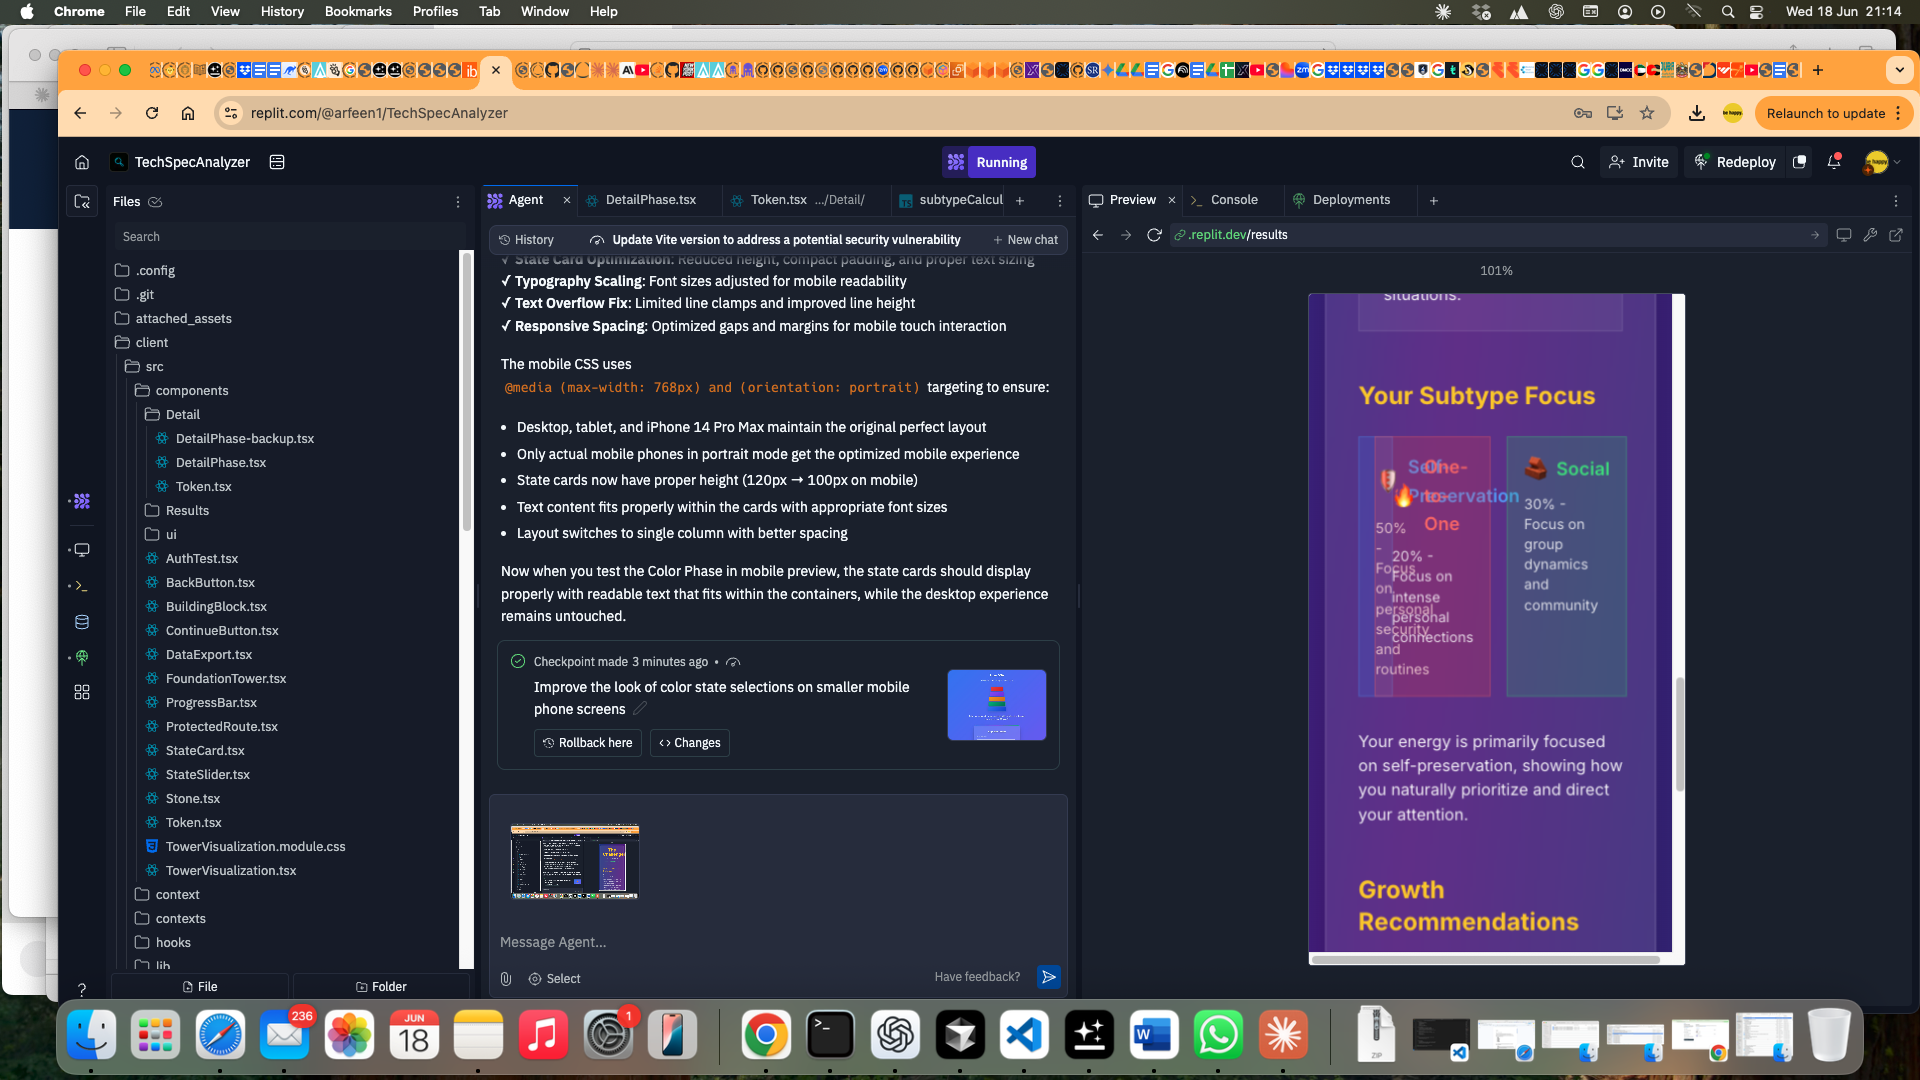 Chrome File Edit View History Bookmarks Profiles Tab Window Help
Wed 18 Jun 21:14
replit.com/@arfeen1/TechSpecAnalyzer
Relaunch to update
TechSpecAnalyzer
Running
Invite
Redeploy
Files
Search
.config
.git
attached_assets
client
src
components
Detail
DetailPhase-backup.tsx
DetailPhase.tsx
Token.tsx
Results
ui
AuthTest.tsx
BackButton.tsx
BuildingBlock.tsx
ContinueButton.tsx
DataExport.tsx
FoundationTower.tsx
ProgressBar.tsx
ProtectedRoute.tsx
StateCard.tsx
StateSlider.tsx
Stone.tsx
Token.tsx
TowerVisualization.module.css
TowerVisualization.tsx
context
contexts
hooks
lib
File
Folder
Agent
DetailPhase.tsx
Token.tsx .../Detail/
subtypeCalcul
History
Update Vite version to address a potential security vulnerability
New chat
✓ State Card Optimization: Reduced height, compact padding, and proper text sizing
✓ Typography Scaling: Font sizes adjusted for mobile readability
✓ Text Overflow Fix: Limited line clamps and improved line height
✓ Responsive Spacing: Optimized gaps and margins for mobile touch interaction
The mobile CSS uses
@media (max-width: 768px) and (orientation: portrait) targeting to ensure:
• Desktop, tablet, and iPhone 14 Pro Max maintain the original perfect layout
• Only actual mobile phones in portrait mode get the optimized mobile experience
• State cards now have proper height (120px → 100px on mobile)
• Text content fits properly within the cards with appropriate font sizes
• Layout switches to single column with better spacing
Now when you test the Color Phase in mobile preview, the state cards should display
properly with readable text that fits within the containers, while the desktop experience
remains untouched.
Checkpoint made 3 minutes ago •
Improve the look of color state selections on smaller mobile
phone screens
Rollback here
Changes
Message Agent...
Select
Have feedback?
Preview
Console
Deployments
.replit.dev/results
101%
situations.
Your Subtype Focus
Self-
Preservation
50%
-
Focus
on
personal
security
and
routines
One-
to-
One
20% -
Focus on
intense
personal
connections
Social
30% -
Focus on
group
dynamics
and
community
Your energy is primarily focused
on self-preservation, showing how
you naturally prioritize and direct
your attention.
Growth
Recommendations
236
JUN
18
1
ZIP